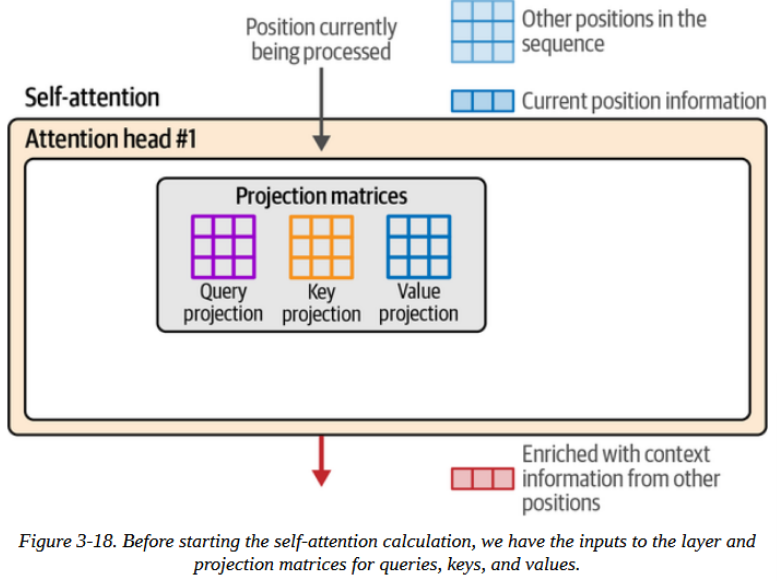 Position currently
being processed
Other positions in the
sequence
Current position information
Self-attention
Attention head #1
Projection matrices
Query
projection
Key
projection
Value
projection
Enriched with context
information from other
positions
Figure 3-18. Before starting the self-attention calculation, we have the inputs to the layer and
projection matrices for queries, keys, and values.